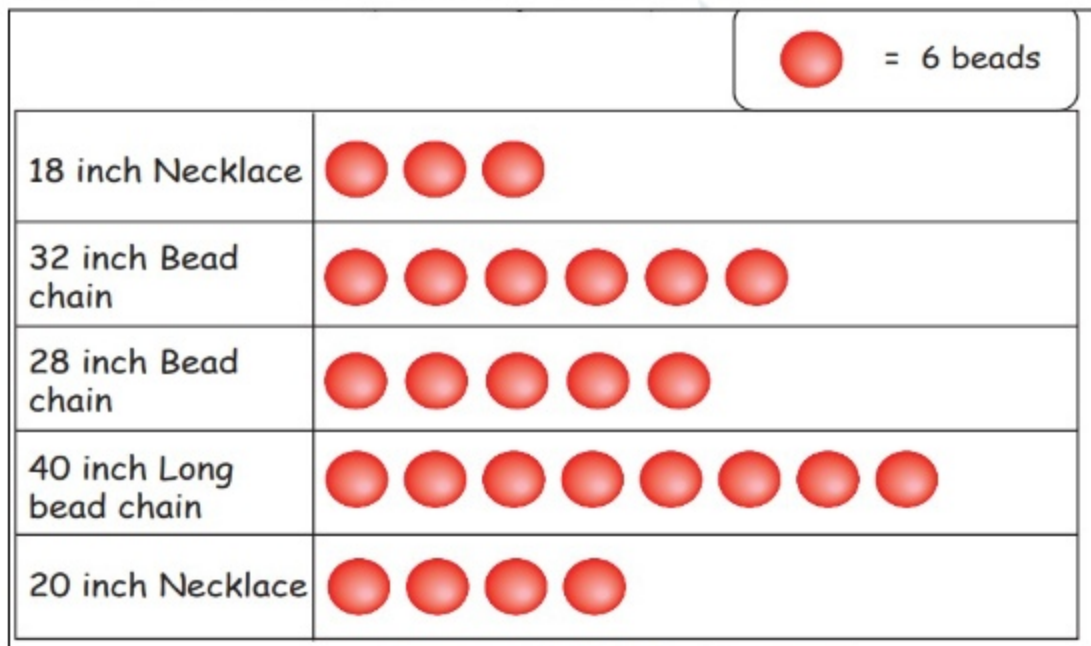 = 6 beads
18 inch Necklace
32 inch Bead
chain
28 inch Bead
chain
40 inch Long
bead chain
20 inch Necklace